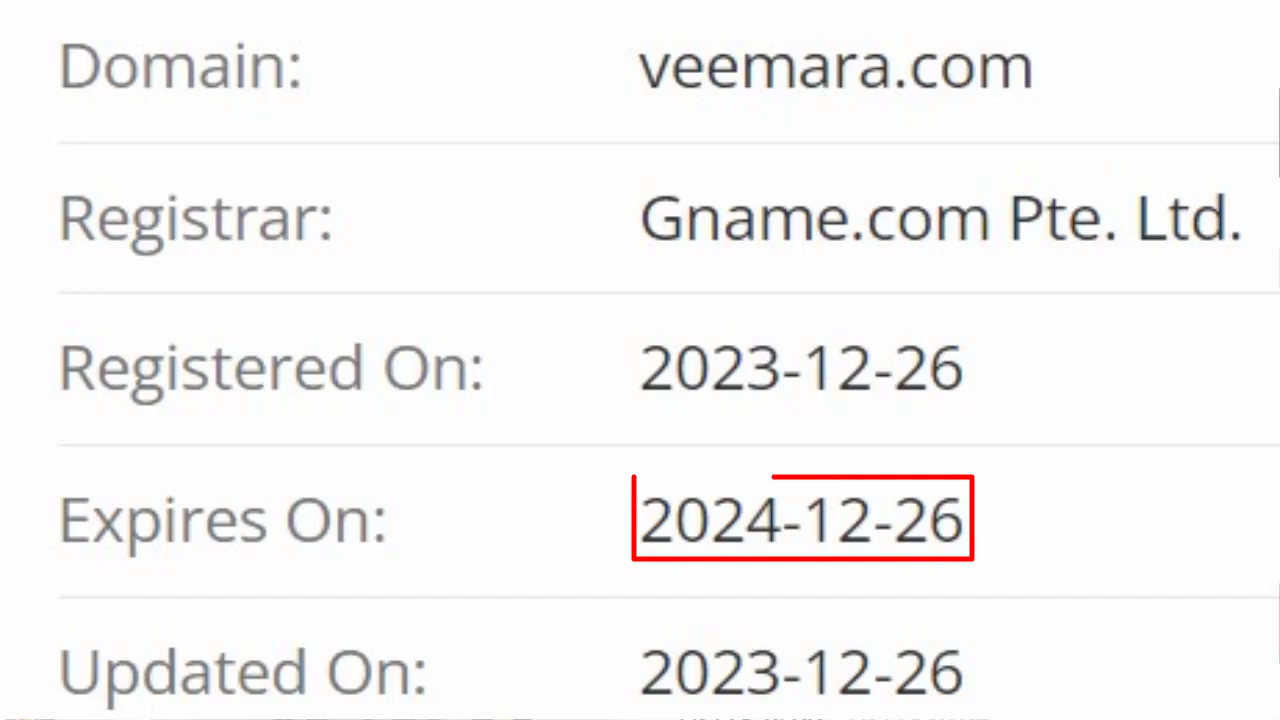 Domain: veemara.com
Registrar: Gname.com Pte. Ltd.
Registered On: 2023-12-26
Expires On: 2024-12-26
Updated On: 2023-12-26